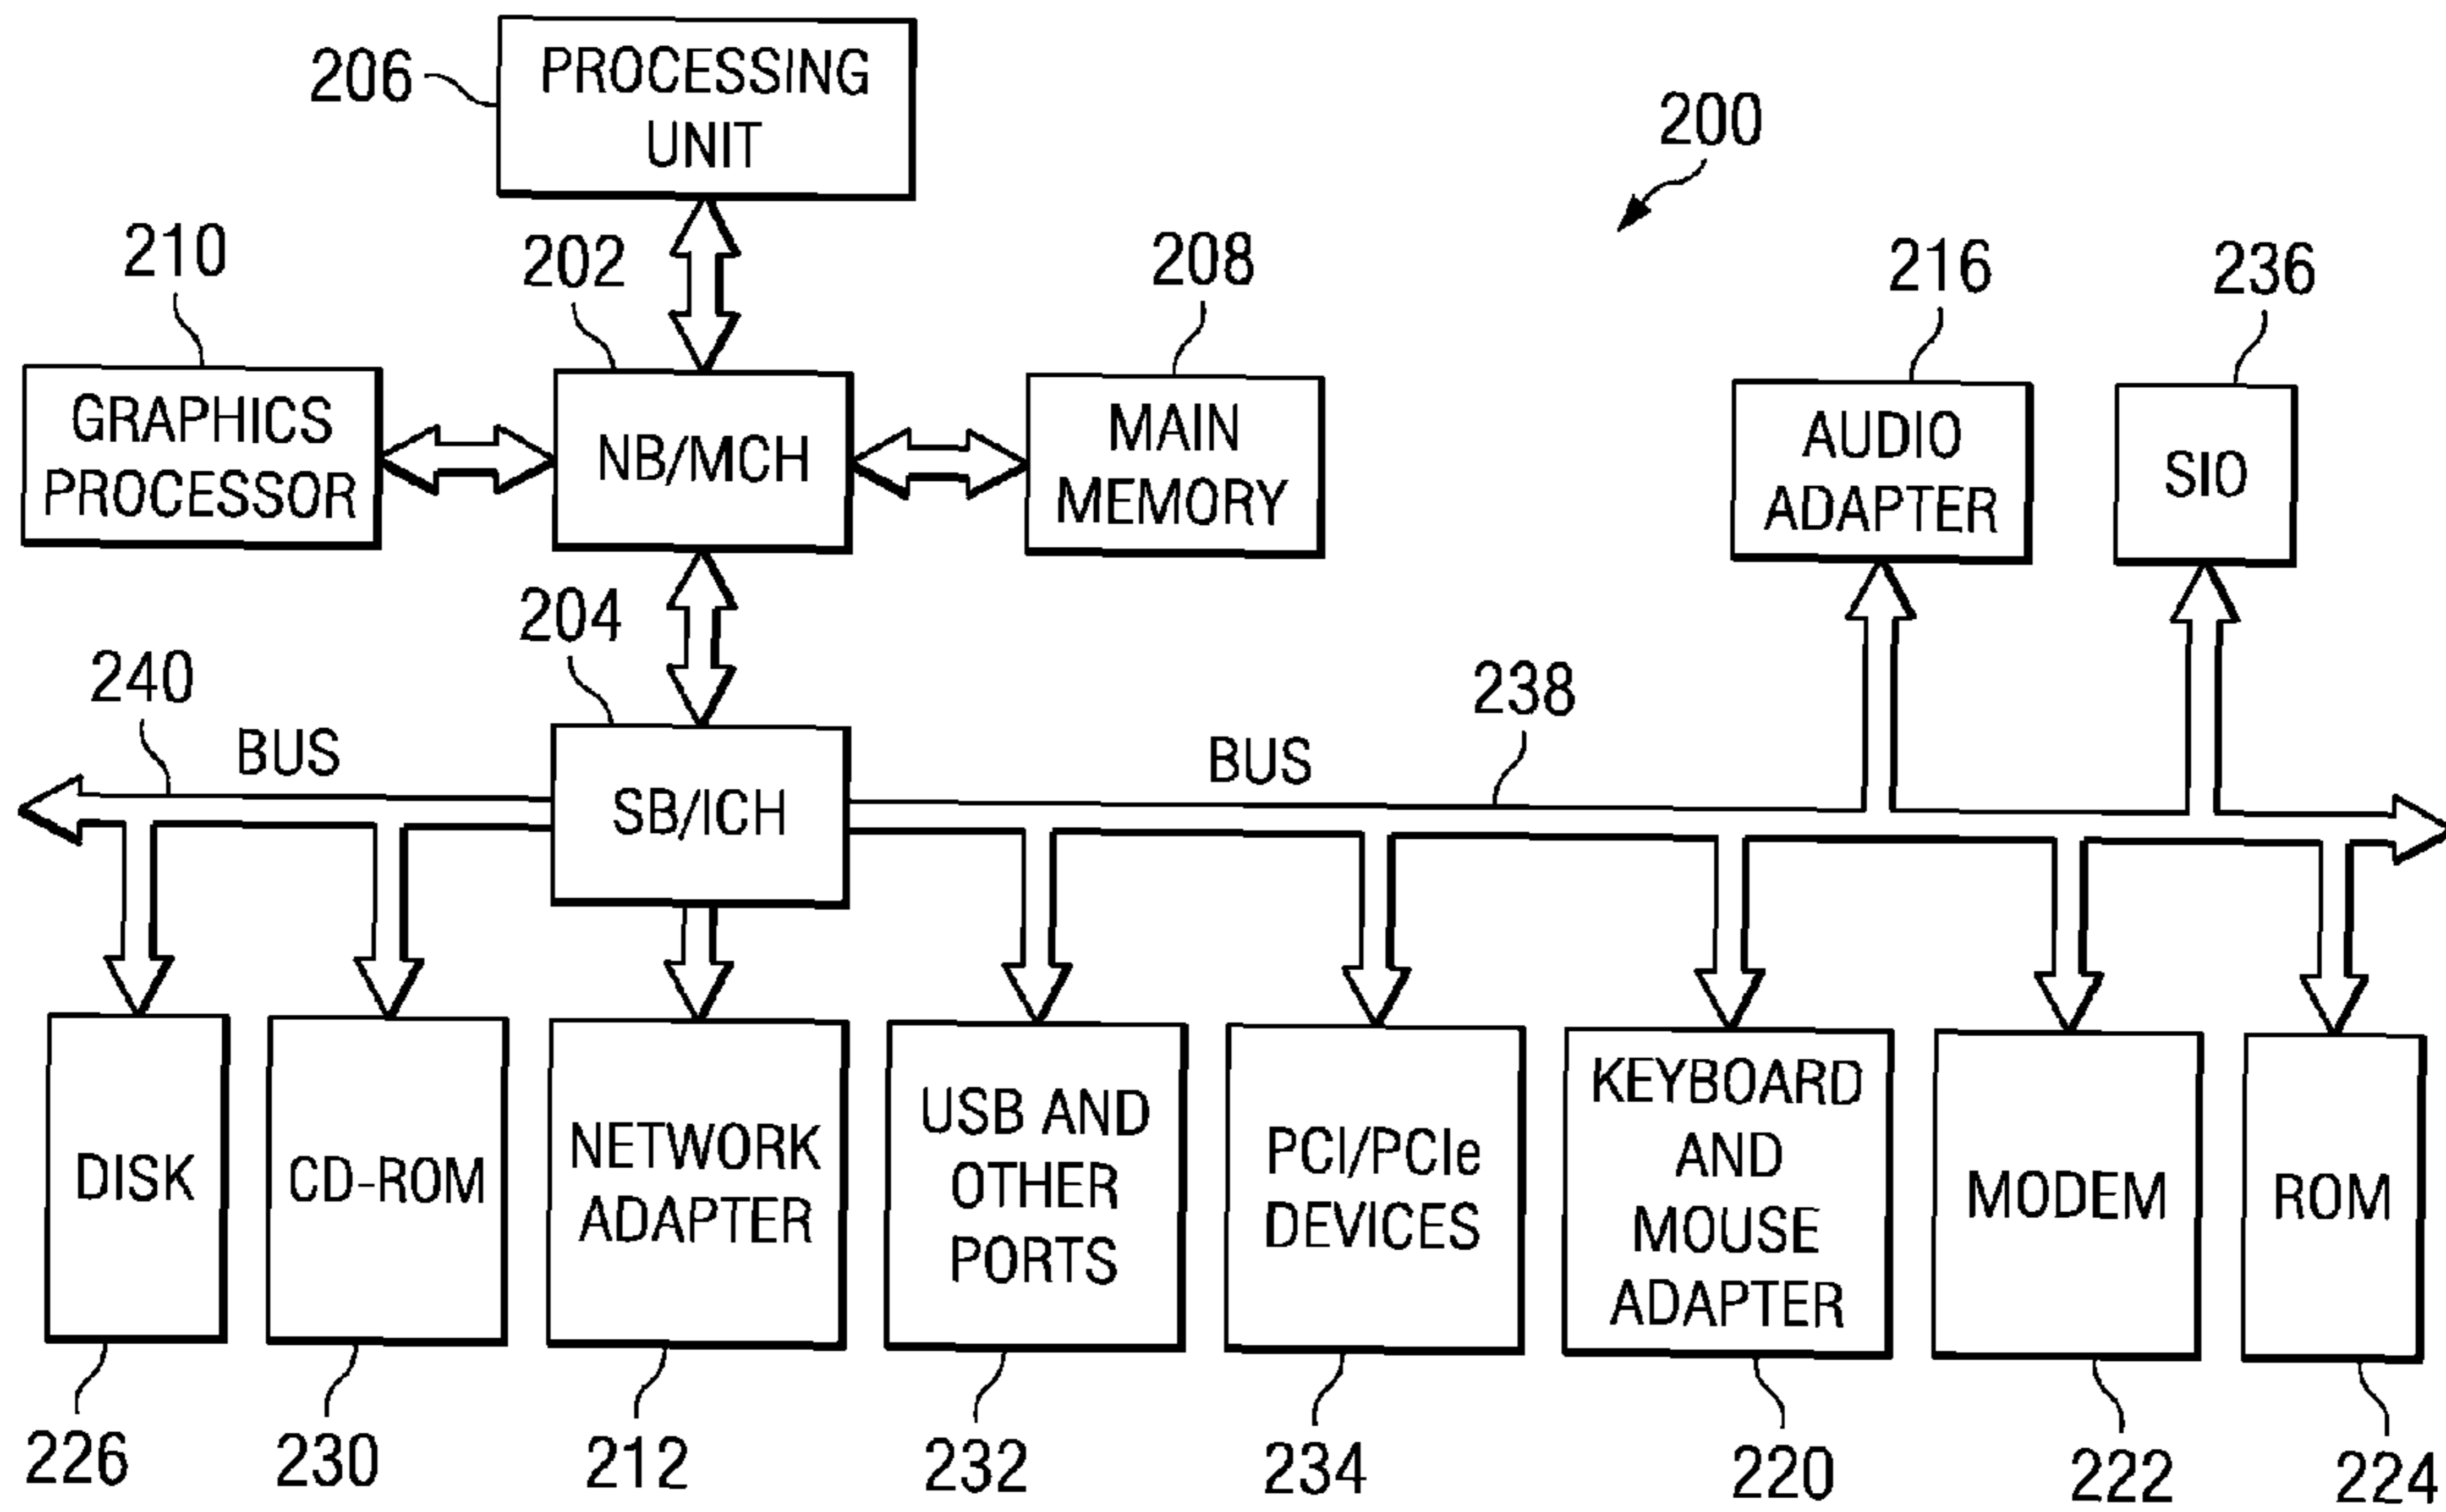 206
PROCESSING
UNIT
200
210
202
208
216
236
GRAPHICS
PROCESSOR
NB/MCH
MAIN
MEMORY
AUDIO
ADAPTER
SIO
204
240
BUS
SB/ICH
BUS
238
DISK
CD-ROM
NETWORK
ADAPTER
USB AND
OTHER
PORTS
PCI/PCIe
DEVICES
KEYBOARD
AND
MOUSE
ADAPTER
MODEM
ROM
226
230
212
232
234
220
222
224